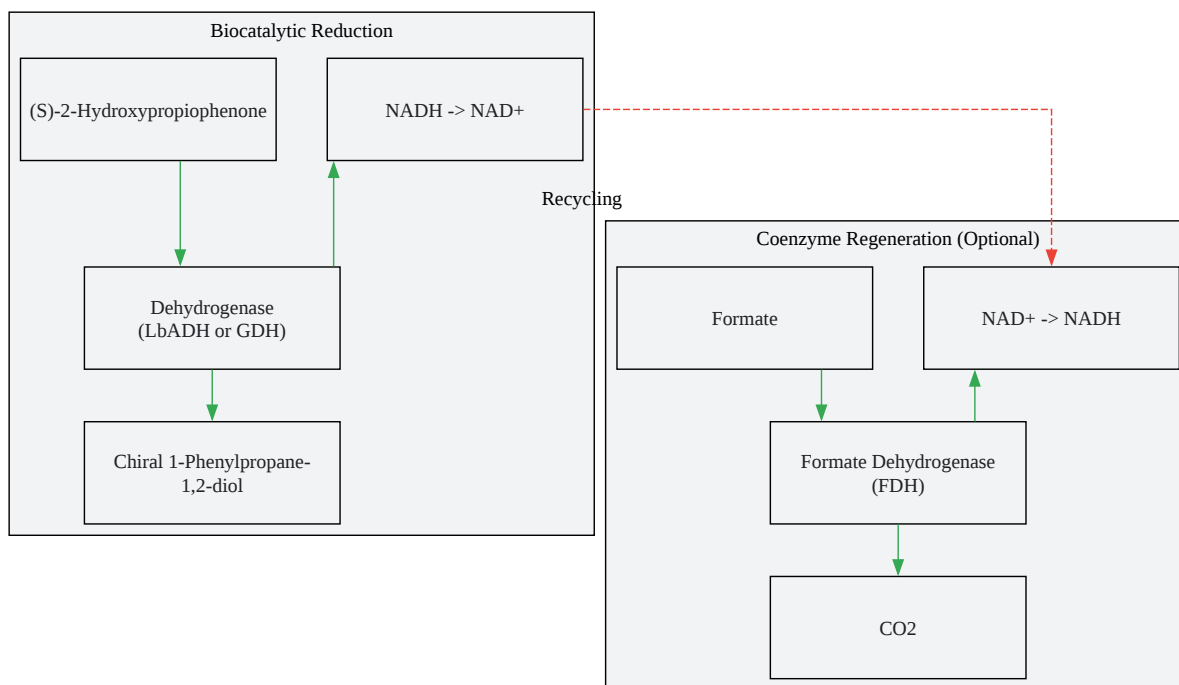 Biocatalytic Reduction
(S)-2-Hydroxypropiophenone
NADH -> NAD+
Recycling
Dehydrogenase
(LbADH or GDH)
Chiral 1-Phenylpropane-
1,2-diol
Coenzyme Regeneration (Optional)
Formate
NAD+ -> NADH
Formate Dehydrogenase
(FDH)
CO2